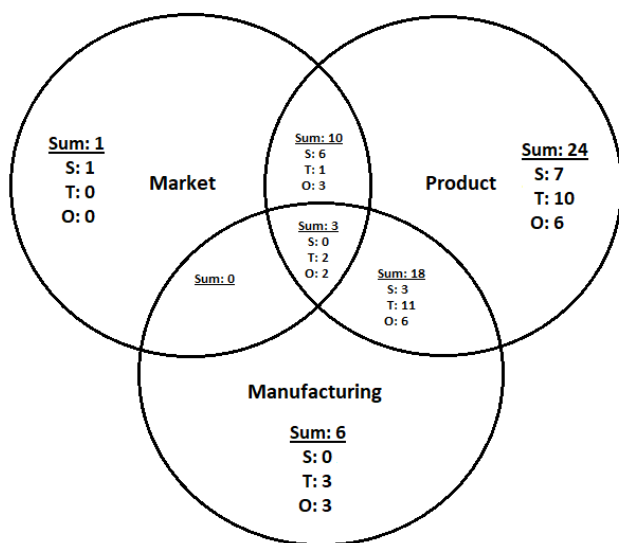 Sum: 1
S: 1
T: 0
O: 0
Market
Sum: 10
S: 6
T: 1
O: 3
Product
Sum: 24
S: 7
T: 10
O: 6
Sum: 0
Sum: 3
S: 0
T: 2
O: 2
Sum: 18
S: 3
T: 11
O: 6
Manufacturing
Sum: 6
S: 0
T: 3
O: 3